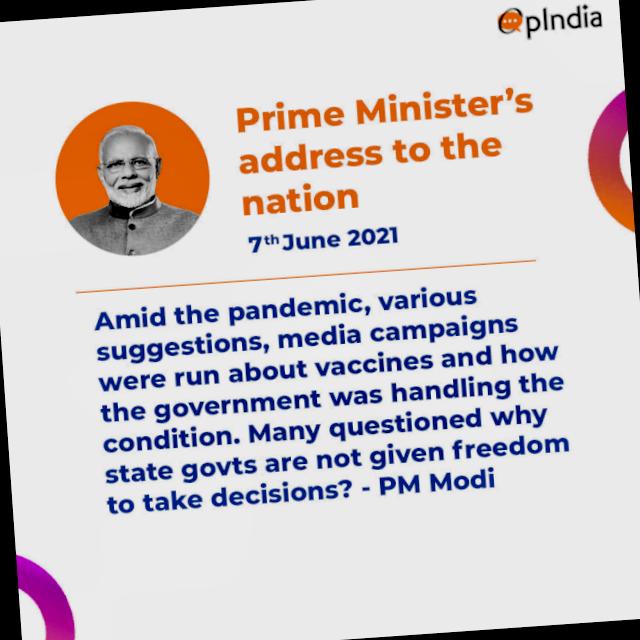 OpIndia
Prime Minister's
address to the
nation
7th June 2021
Amid the pandemic, various
suggestions, media campaigns
were run about vaccines and how
the government was handling the
condition. Many questioned why
state govts are not given freedom
to take decisions? - PM Modi